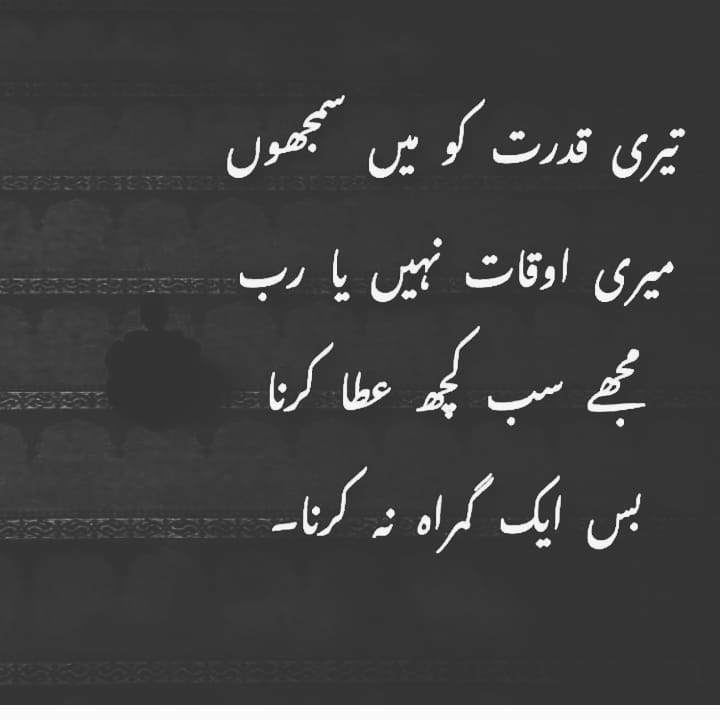 تیری قدرت کو میں سمجھوں
میری اوقات نہیں یا رب
مجھے سب کچھ عطا کرنا
بس ایک گمراہ نہ کرنا۔